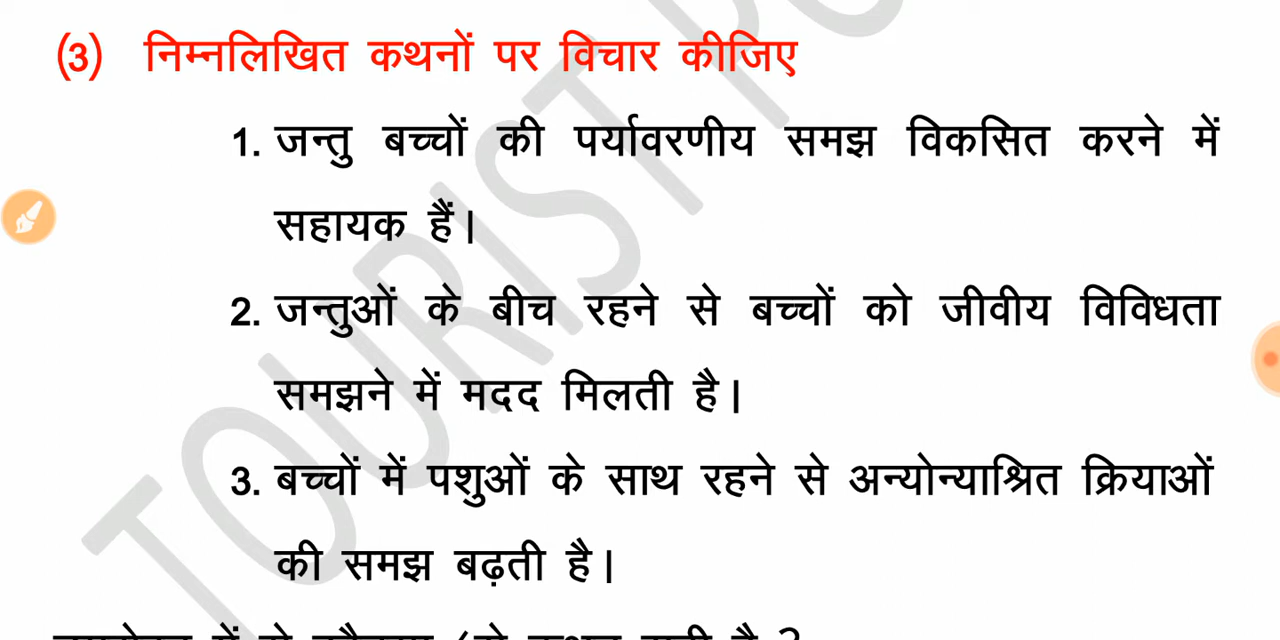 (3) निम्नलिखित कथनों पर विचार कीजिए
1. जन्तु बच्चों की पर्यावरणीय समझ विकसित करने में
सहायक हैं।
2. जन्तुओं के बीच रहने से बच्चों को जीवीय विविधता
समझने में मदद मिलती है।
3. बच्चों में पशुओं के साथ रहने से अन्योन्याश्रित क्रियाओं
की समझ बढ़ती है।
TOURIST